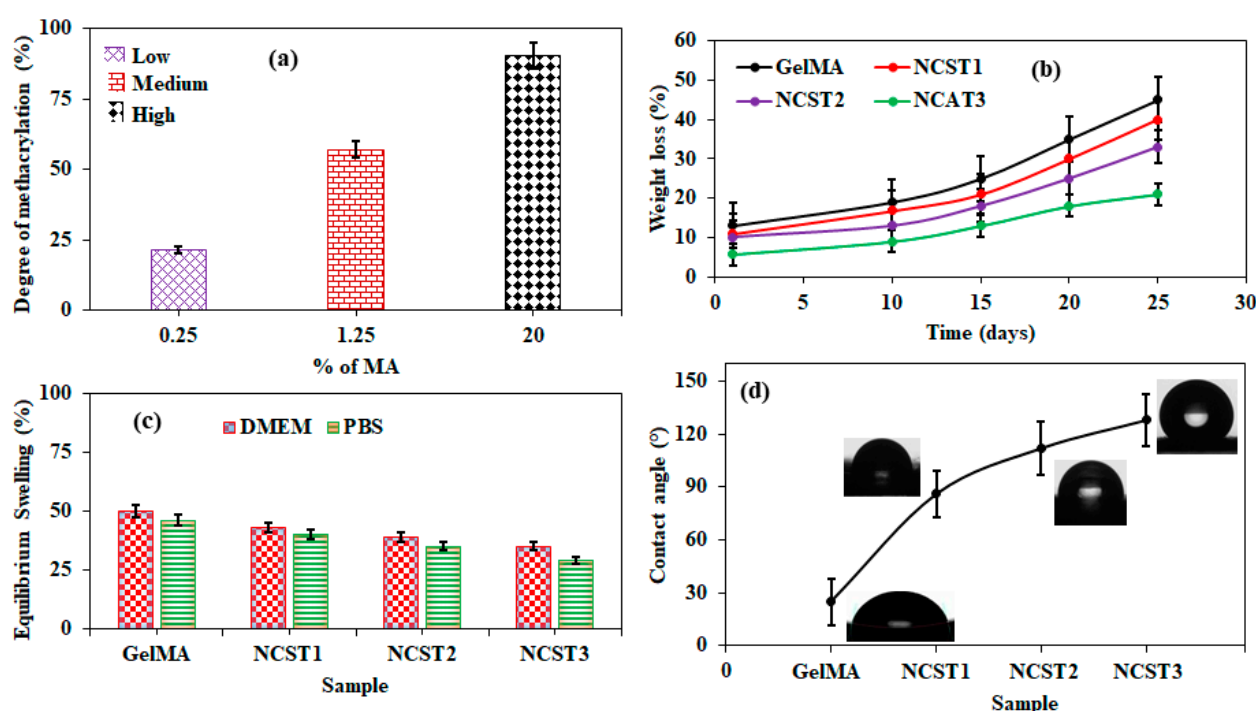 (a)
Degree of methacrylation (%)
100
75
50
25
0
Low
Medium
High
0.25 1.25 20
% of MA
(b)
Weight loss (%)
60
50
40
30
20
10
0
GelMA NCST1
NCST2 NCAT3
0 5 10 15 20 25 30
Time (days)
(c)
Equilibrium Swelling (%)
100
75
50
25
0
DMEM PBS
GelMA NCST1 NCST2 NCST3
Sample
(d)
Contact angle (°)
150
120
90
60
30
0
0 GelMA NCST1 NCST2 NCST3
Sample